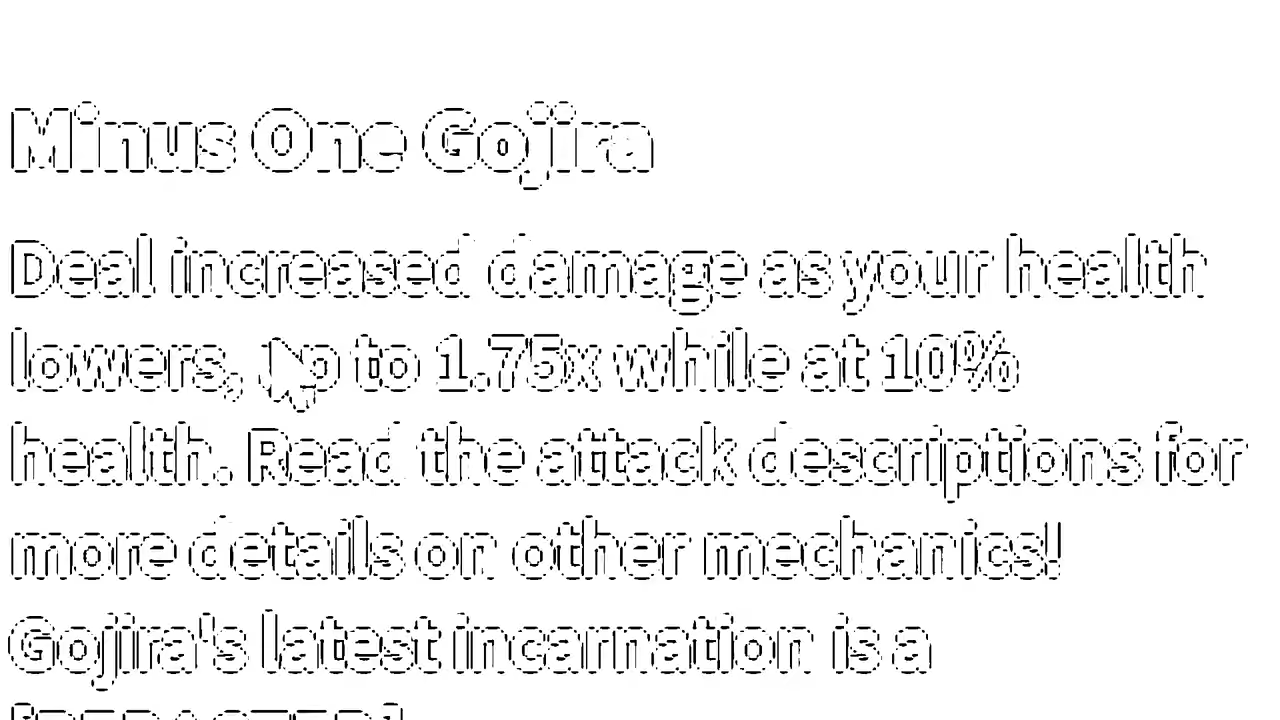 Minus One Gojira
Deal increased damage as your health
lowers, up to 1.75x while at 10%
health. Read the attack descriptions for
more details on other mechanics!
Gojira's latest incarnation is a
[REDACTED]